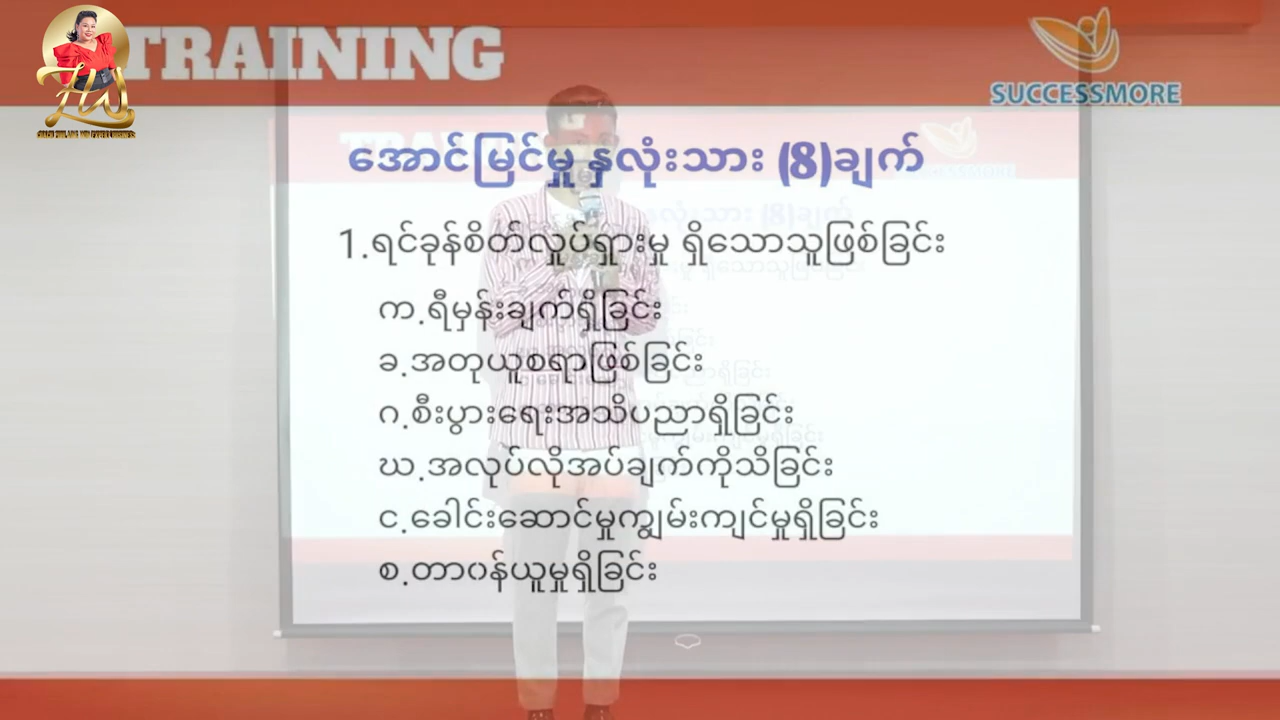 TRAINING
SUCCESSMORE
အောင်မြင်မှု နှလုံးသား (8)ချက်
1.ရင်ခုန်စိတ်လှုပ်ရှားမှု ရှိသောသူဖြစ်ခြင်း
က.ရီမှန်းချက်ရှိခြင်း
ခ.အတုယူစရာဖြစ်ခြင်း
ဂ.စီးပွားရေးအသိပညာရှိခြင်း
ဃ.အလုပ်လိုအပ်ချက်ကိုသိခြင်း
င.ခေါင်းဆောင်မှုကျွမ်းကျင်မှုရှိခြင်း
စ.တာ၀န်ယူမှုရှိခြင်း